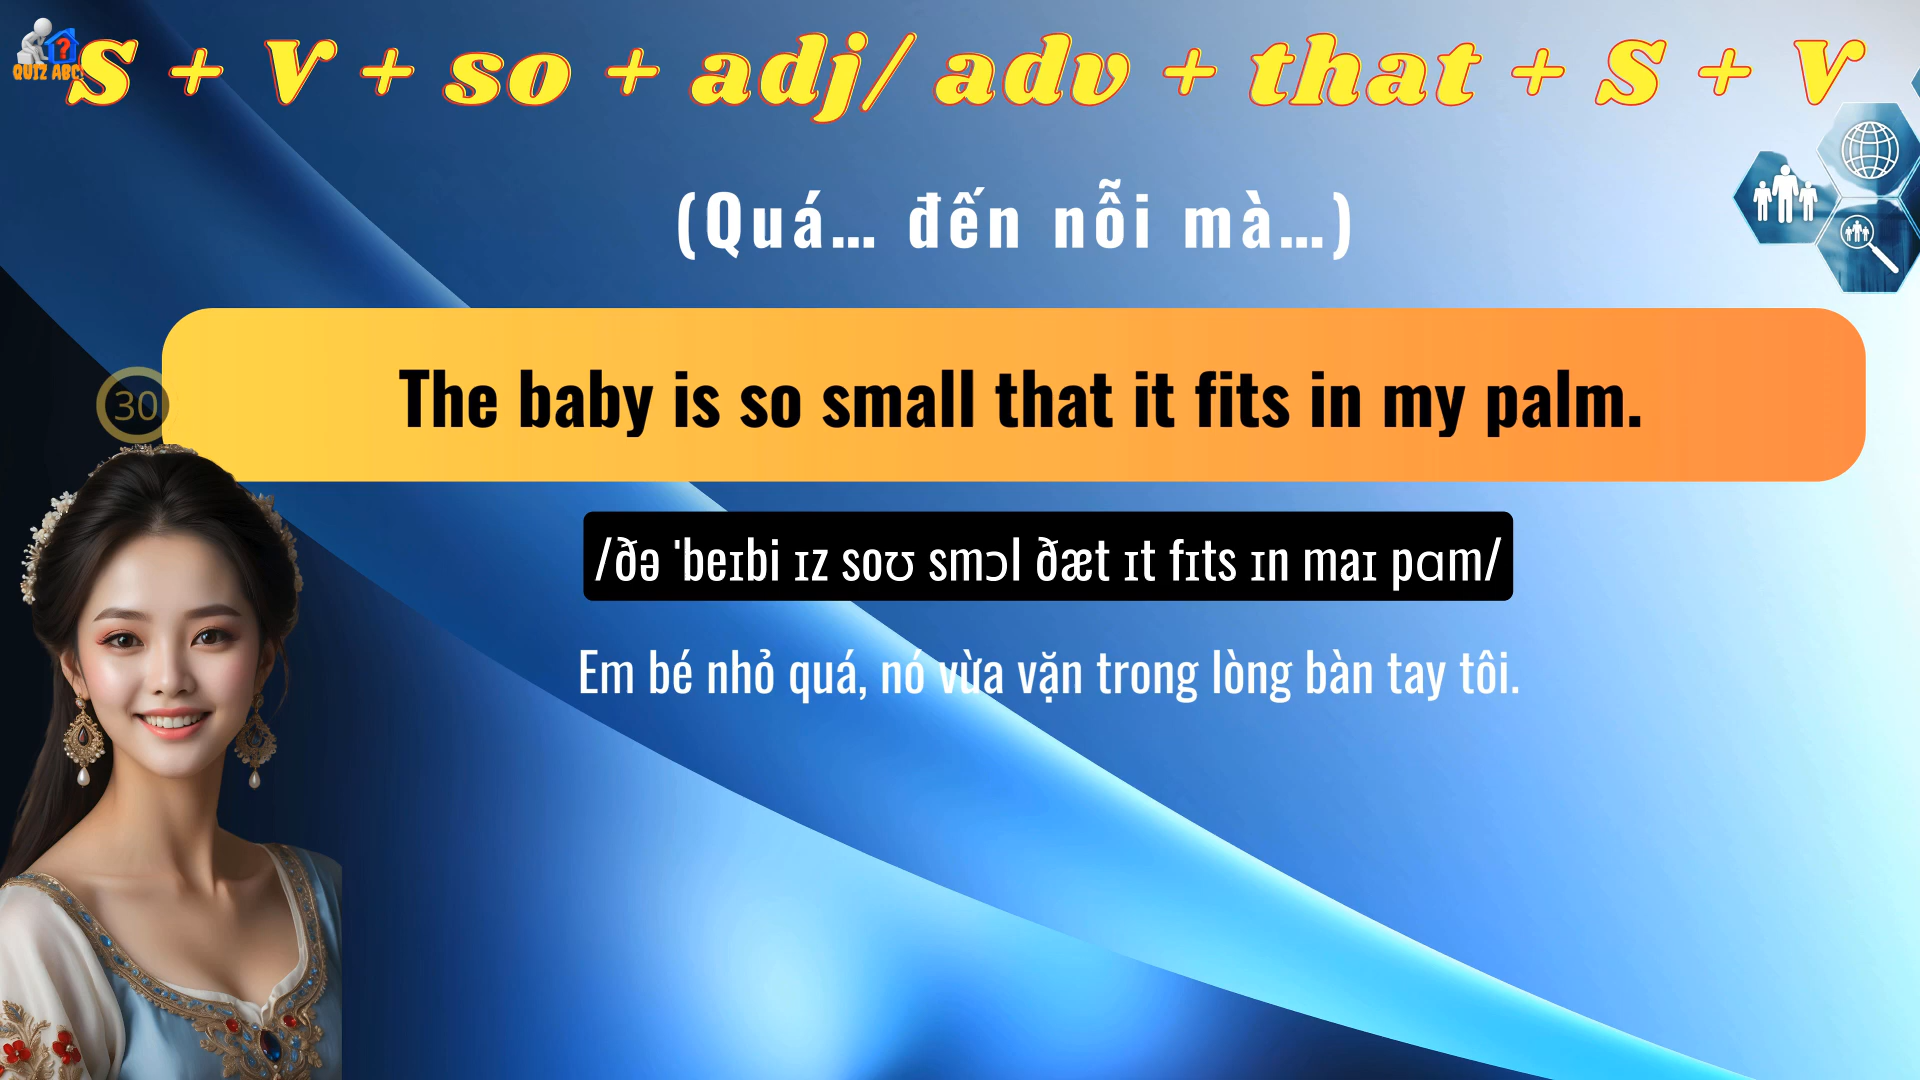 QUIZ ABC
S + V + so + adj/ adv + that + S + V
(Quá... đến nỗi mà...)
The baby is so small that it fits in my palm.
30
/ðə ˈbeɪbi ɪz soʊ smɔl ðæt ɪt fɪts ɪn maɪ pɑm/
Em bé nhỏ quá, nó vừa vặn trong lòng bàn tay tôi.